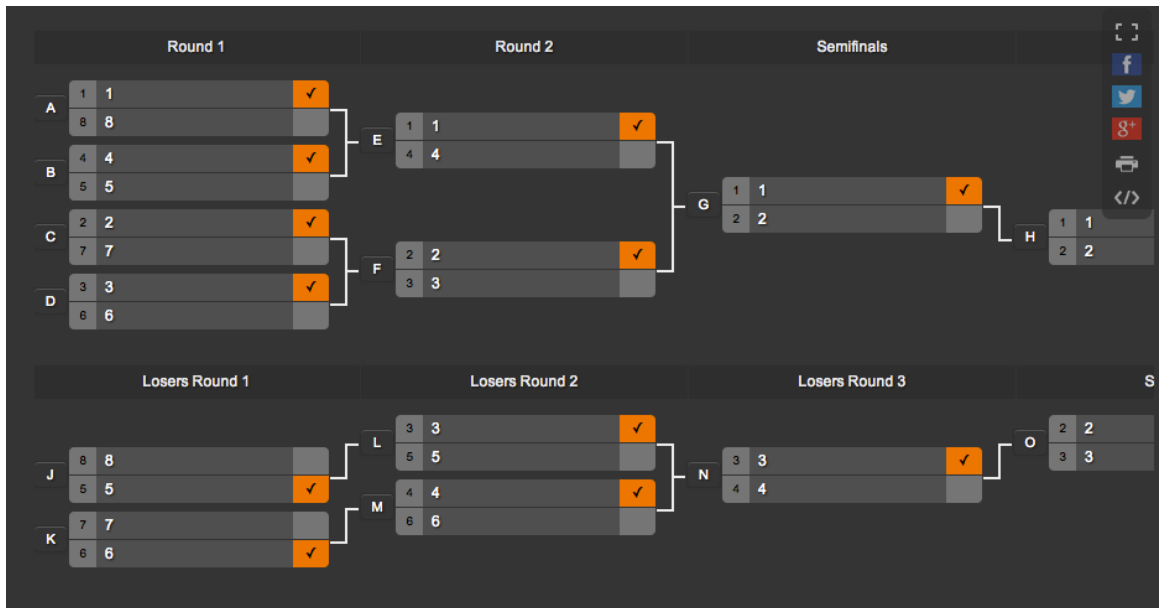 Round 1
Round 2
Semifinals
A
1 1 ✓
8 8
B
4 4 ✓
5 5
C
2 2 ✓
7 7
D
3 3 ✓
6 6
E
1 1 ✓
4 4
F
2 2 ✓
3 3
G
1 1 ✓
2 2
H
1 1
2 2
f
g+
</>
Losers Round 1
Losers Round 2
Losers Round 3
S
J
8 8
5 5 ✓
K
7 7
6 6 ✓
L
3 3 ✓
5 5
M
4 4 ✓
6 6
N
3 3 ✓
4 4
O
2 2
3 3